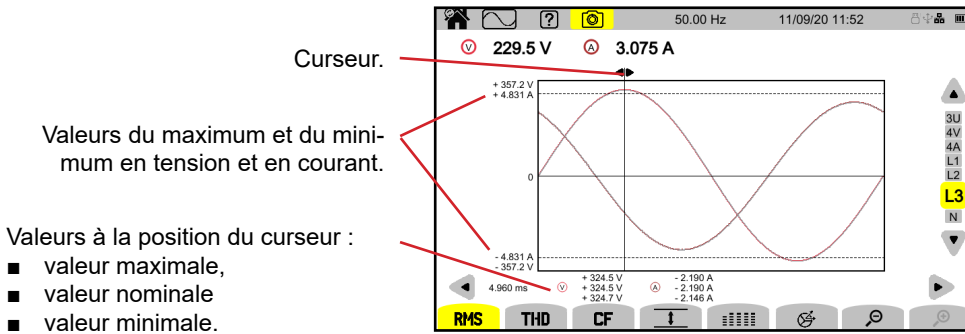 ?
50.00 Hz
11/09/20 11:52
V 229.5 V A 3.075 A
Curseur.
+ 357.2 V
+ 4.831 A
Valeurs du maximum et du mini-
mum en tension et en courant.
0
3U
4V
4A
L1
L2
L3
N
Valeurs à la position du curseur :
■ valeur maximale,
■ valeur nominale
■ valeur minimale.
- 4.831 A
- 357.2 V
4.960 ms
V
+ 324.5 V
+ 324.5 V
+ 324.7 V
A
- 2.190 A
- 2.190 A
- 2.146 A
RMS THD CF